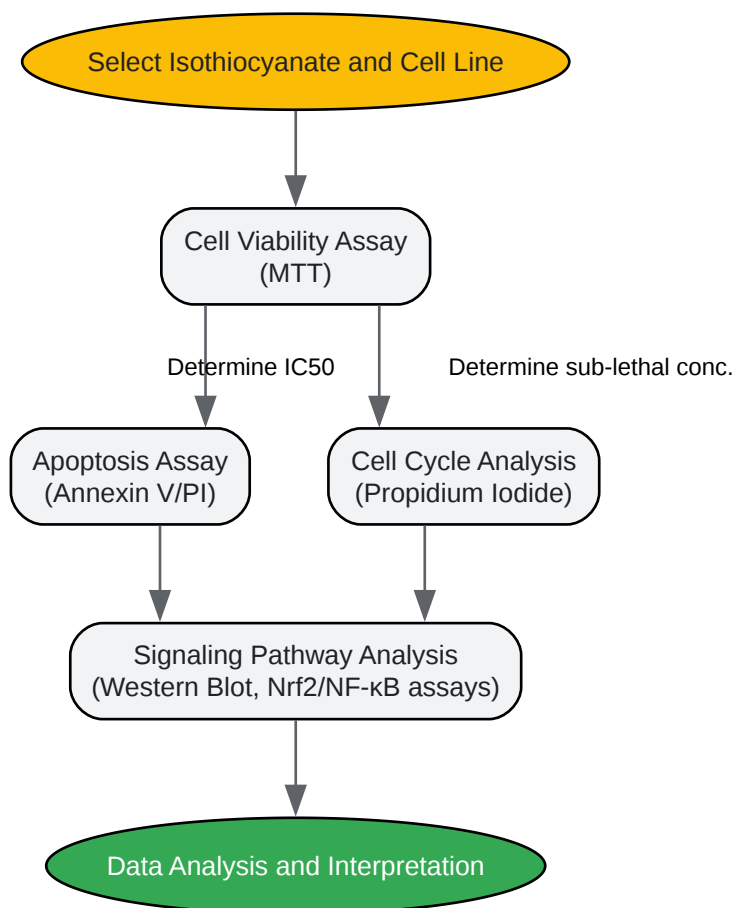 Select Isothiocyanate and Cell Line
Cell Viability Assay
(MTT)
Determine IC50
Determine sub-lethal conc.
Apoptosis Assay
(Annexin V/PI)
Cell Cycle Analysis
(Propidium Iodide)
Signaling Pathway Analysis
(Western Blot, Nrf2/NF-κB assays)
Data Analysis and Interpretation